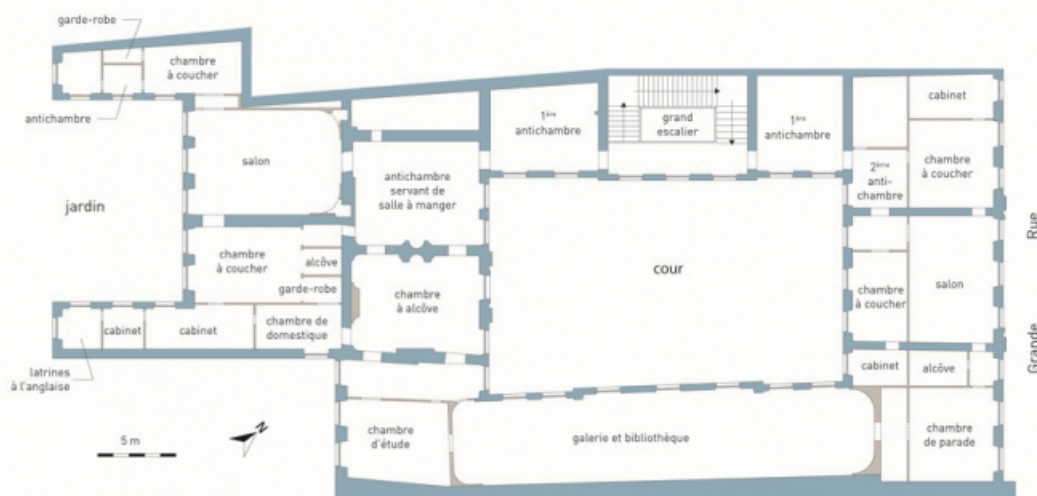 garde-robe
chambre
à coucher
antichambre
salon
jardin
1ère
antichambre
grand
escalier
1ère
antichambre
cabinet
chambre
à coucher
2ème
anti-
chambre
antichambre
servant de
salle à manger
chambre
à coucher
alcôve
garde-robe
chambre
à alcôve
cour
chambre
à coucher
salon
Grande Rue
cabinet
cabinet
chambre de
domestique
latrines
à l'anglaise
cabinet
alcôve
5 m
N
chambre
d'étude
galerie et bibliothèque
chambre
de parade